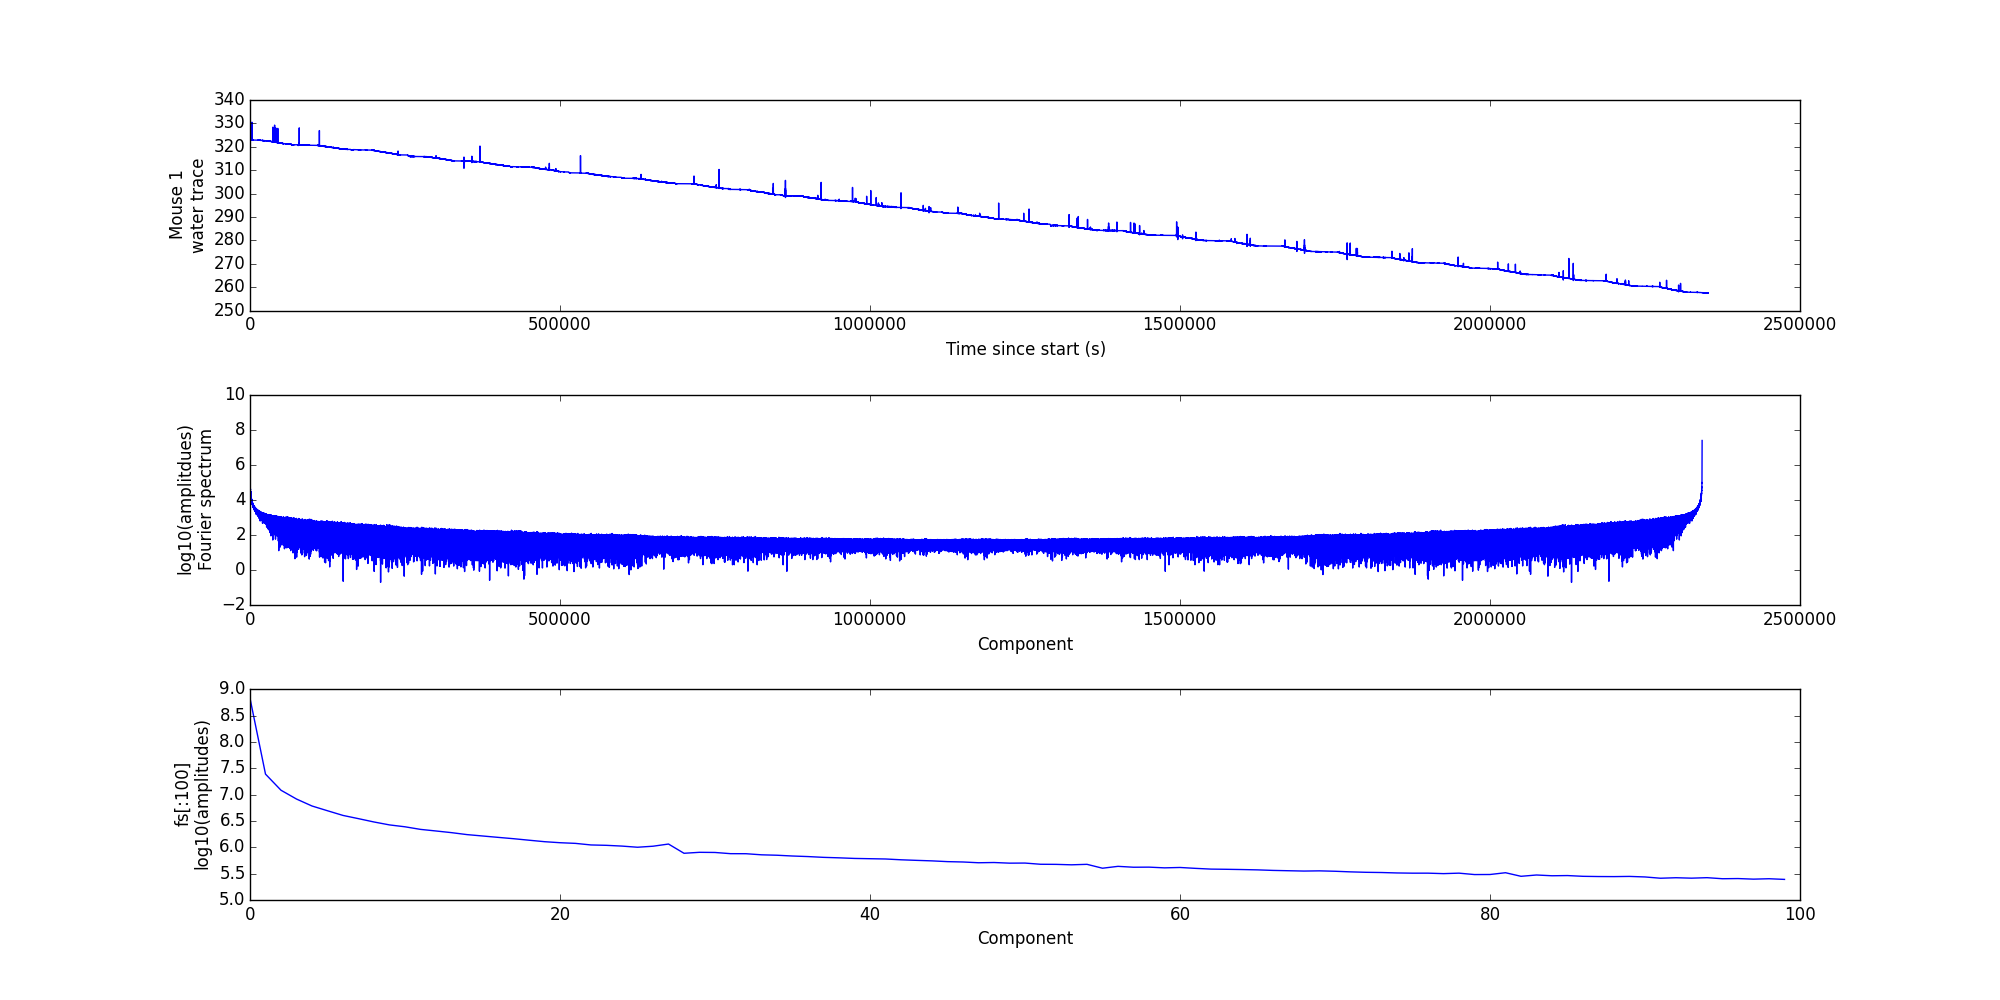 340
330
320
310
300
290
280
270
260
250
Mouse 1
water trace
0 500000 1000000 1500000 2000000 2500000
Time since start (s)
10
8
6
4
2
0
−2
log10(amplitdues)
Fourier spectrum
0 500000 1000000 1500000 2000000 2500000
Component
9.0
8.5
8.0
7.5
7.0
6.5
6.0
5.5
5.0
fs[:100]
log10(amplitudes)
0 20 40 60 80 100
Component